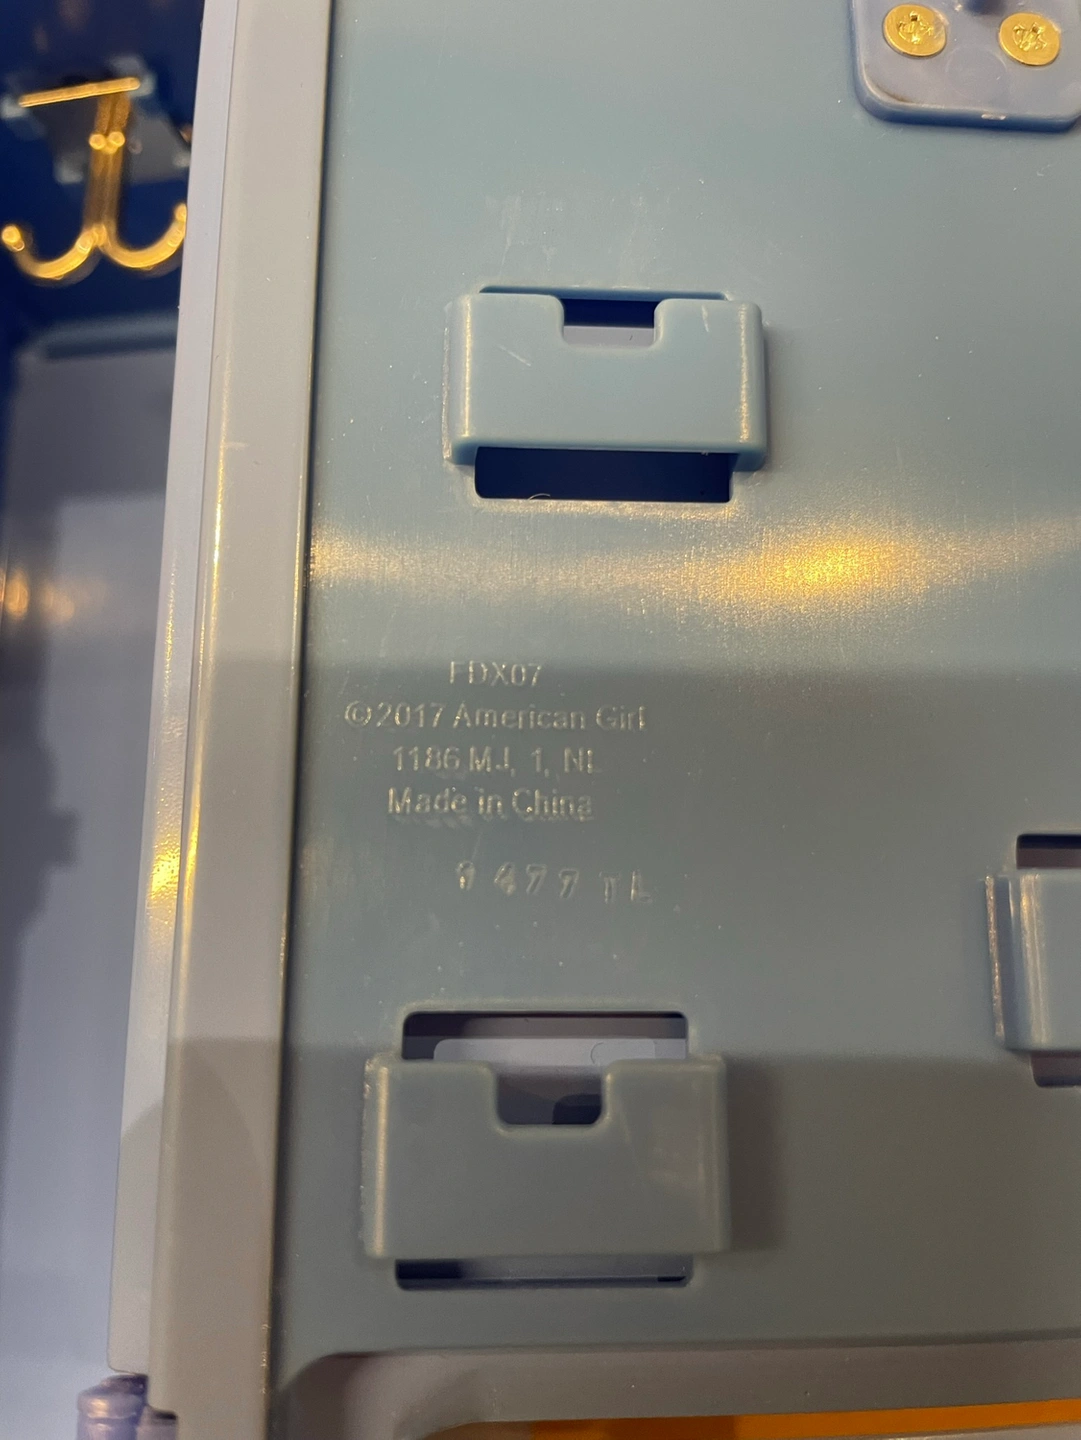 FDX07
©2017 American Girl
1186 MJ, 1, NL
Made in China
1477 TL